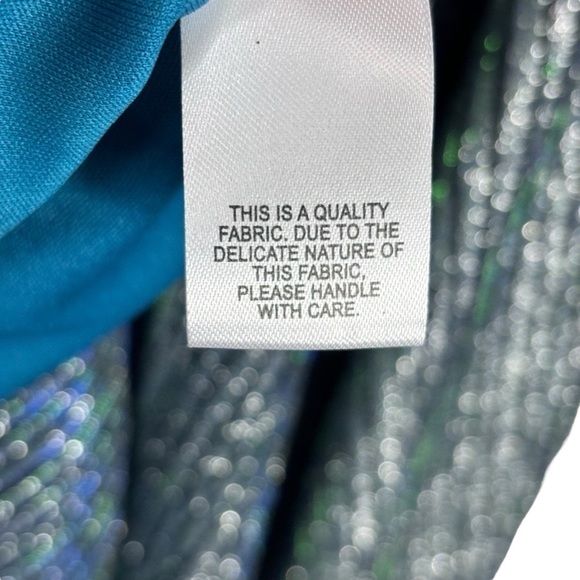 THIS IS A QUALITY
FABRIC. DUE TO THE
DELICATE NATURE OF
THIS FABRIC,
PLEASE HANDLE
WITH CARE.